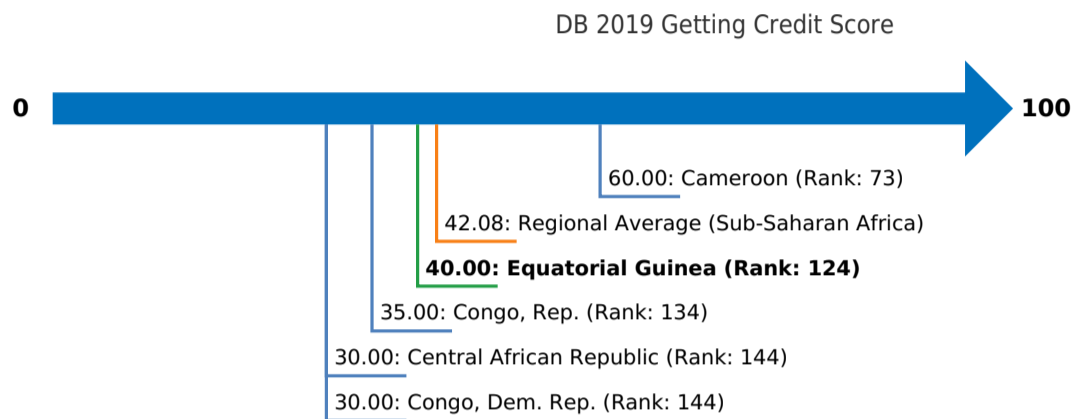 DB 2019 Getting Credit Score
0
100
60.00: Cameroon (Rank: 73)
42.08: Regional Average (Sub-Saharan Africa)
40.00: Equatorial Guinea (Rank: 124)
35.00: Congo, Rep. (Rank: 134)
30.00: Central African Republic (Rank: 144)
30.00: Congo, Dem. Rep. (Rank: 144)